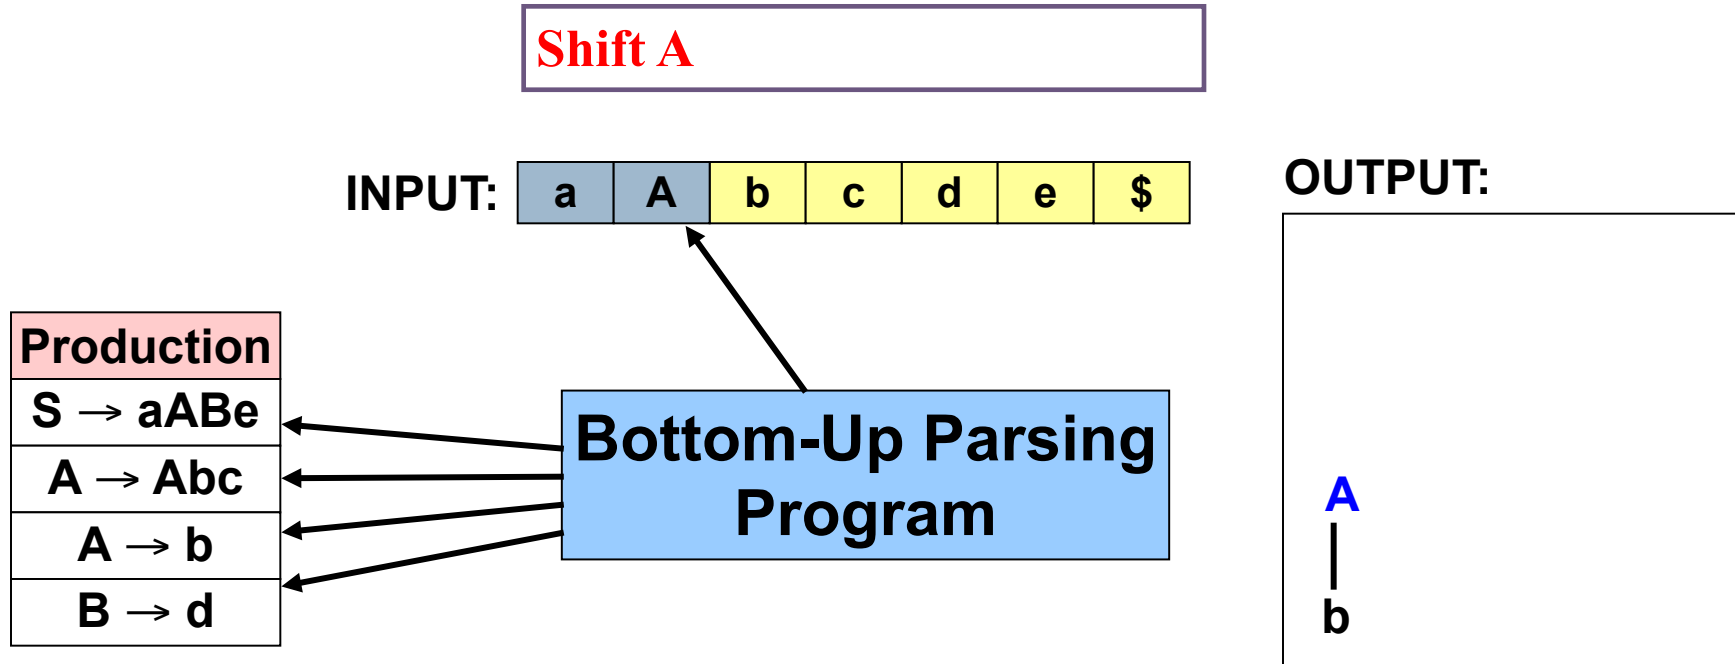 Shift A
INPUT: a A b c d e $
OUTPUT:
Production
S → aABe
A → Abc
A → b
B → d
Bottom-Up Parsing
Program
A
b